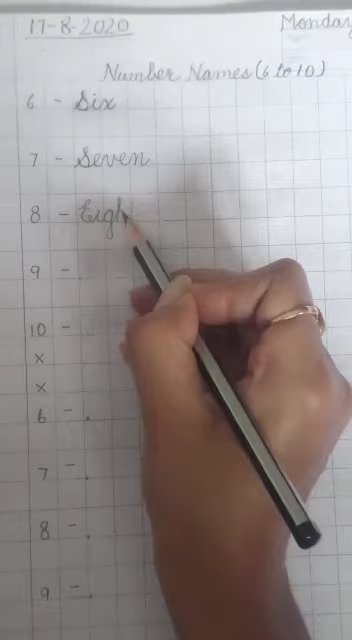 17-8-2020 Monday
Number Names (6 to 10)
6 - Six
7 - Seven
8 - Eigh
9 -
10 -
x
x
6 - .
7 - .
8 - .
9 - .